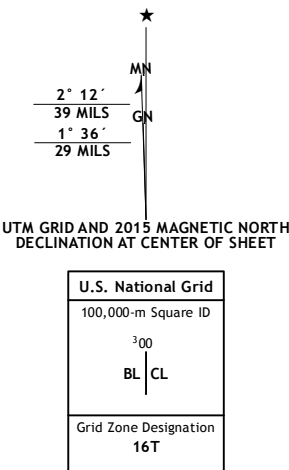 ★
MN
2° 12´
39 MILS
GN
1° 36´
29 MILS
UTM GRID AND 2015 MAGNETIC NORTH
DECLINATION AT CENTER OF SHEET
U.S. National Grid
100,000-m Square ID
³00
BL CL
Grid Zone Designation
16T